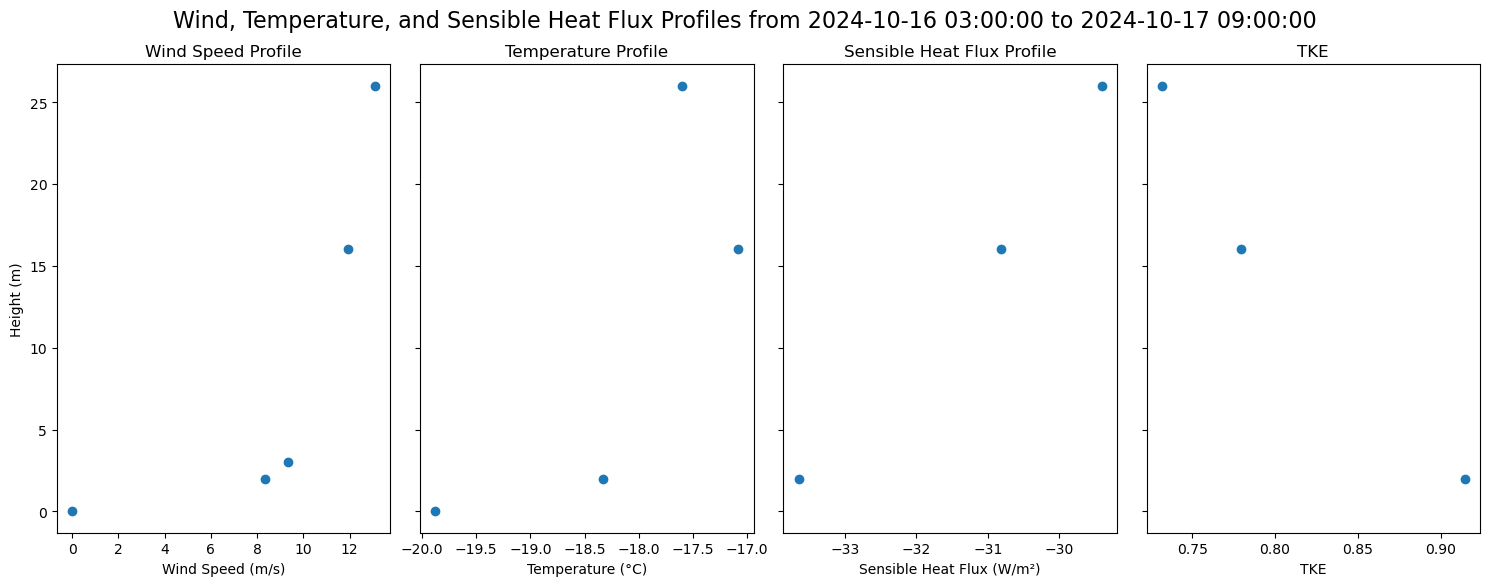 Wind, Temperature, and Sensible Heat Flux Profiles from 2024-10-16 03:00:00 to 2024-10-17 09:00:00
Wind Speed Profile
Temperature Profile
Sensible Heat Flux Profile
TKE
25
20
15
10
5
0
Height (m)
0 2 4 6 8 10 12
−20.0 −19.5 −19.0 −18.5 −18.0 −17.5 −17.0
−33 −32 −31 −30
0.75 0.80 0.85 0.90
Wind Speed (m/s)
Temperature (°C)
Sensible Heat Flux (W/m²)
TKE